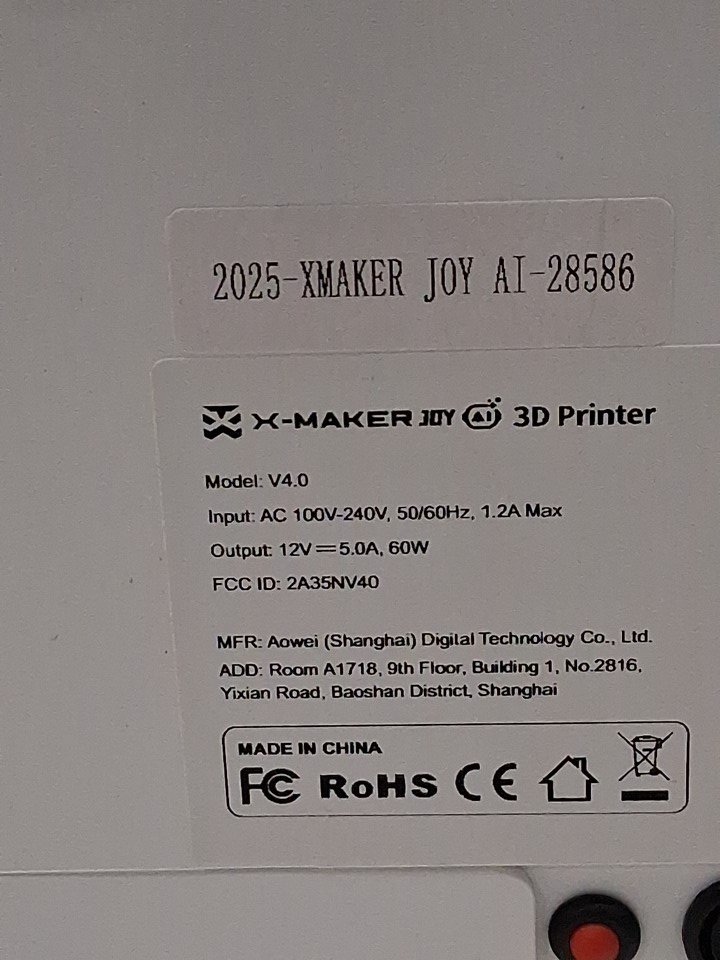 2025-XMAKER JOY AI-28586
X-MAKER JOY AI 3D Printer
Model: V4.0
Input: AC 100V-240V, 50/60Hz, 1.2A Max
Output: 12V⎓5.0A, 60W
FCC ID: 2A35NV40
MFR: Aowei (Shanghai) Digital Technology Co., Ltd.
ADD: Room A1718, 9th Floor, Building 1, No.2816,
Yixian Road, Baoshan District, Shanghai
MADE IN CHINA
FC RoHS CE